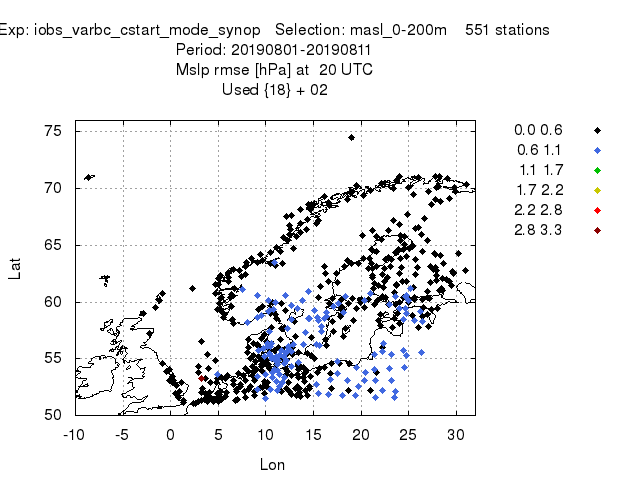 Exp: iobs_varbc_cstart_mode_synop   Selection: masl_0-200m    551 stations
Period: 20190801-20190811
Mslp rmse [hPa] at  20 UTC
Used {18} + 02
75
70
65
60
55
50
Lat
-10 -5 0 5 10 15 20 25 30
Lon
0.0 0.6
0.6 1.1
1.1 1.7
1.7 2.2
2.2 2.8
2.8 3.3